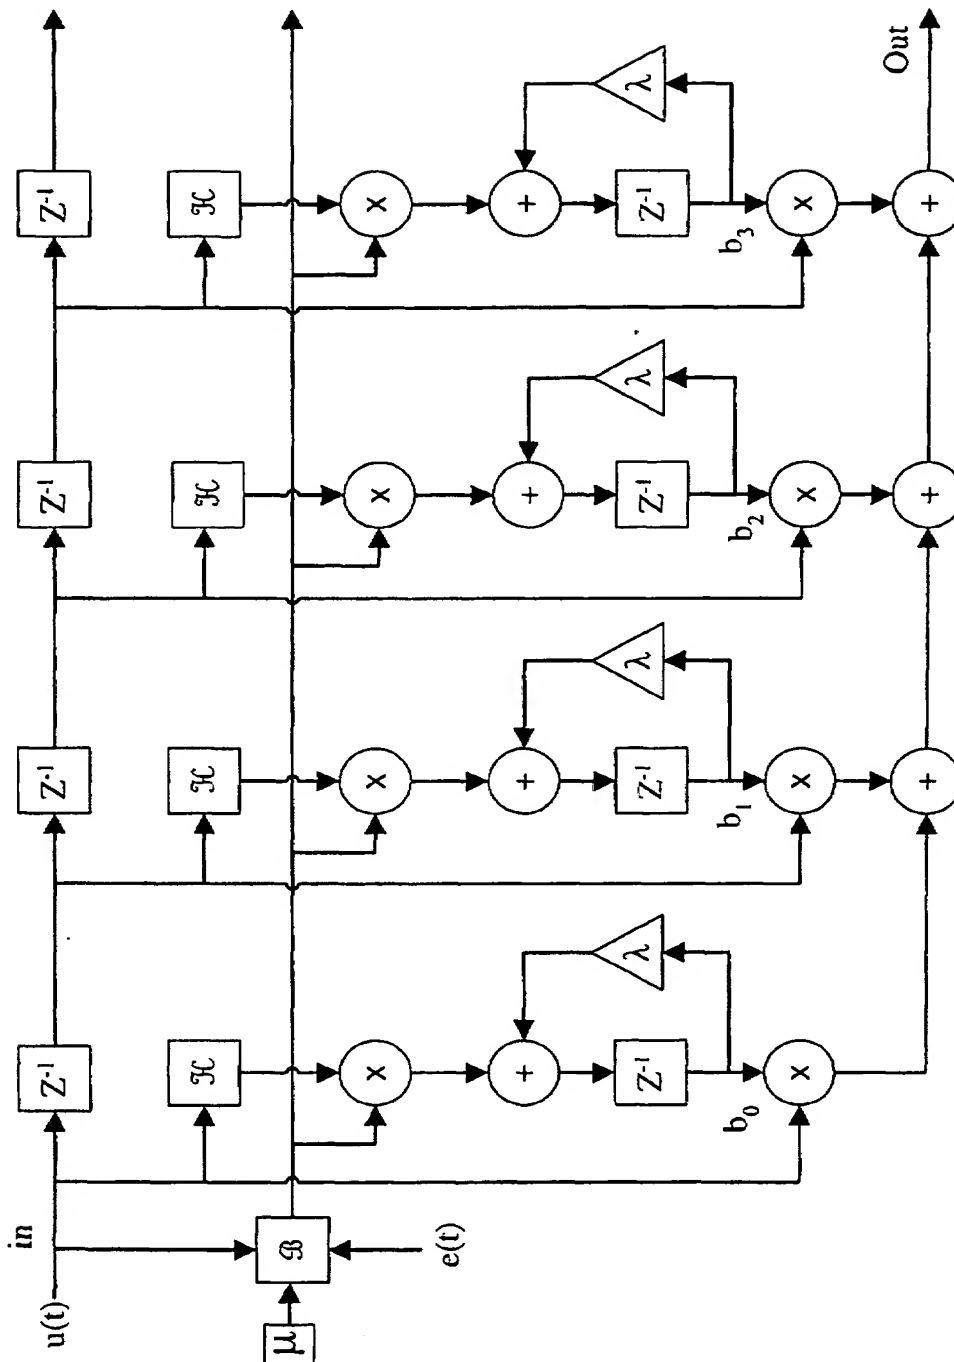 in
u(t) Z⁻¹ Z⁻¹ Z⁻¹ Z⁻¹
ℋ ℋ ℋ ℋ
μ ℬ
X X X X
e(t)
+ + + +
Z⁻¹ λ Z⁻¹ λ Z⁻¹ λ Z⁻¹ λ
b₀ b₁ b₂ b₃
X X X X
Out
+ + +